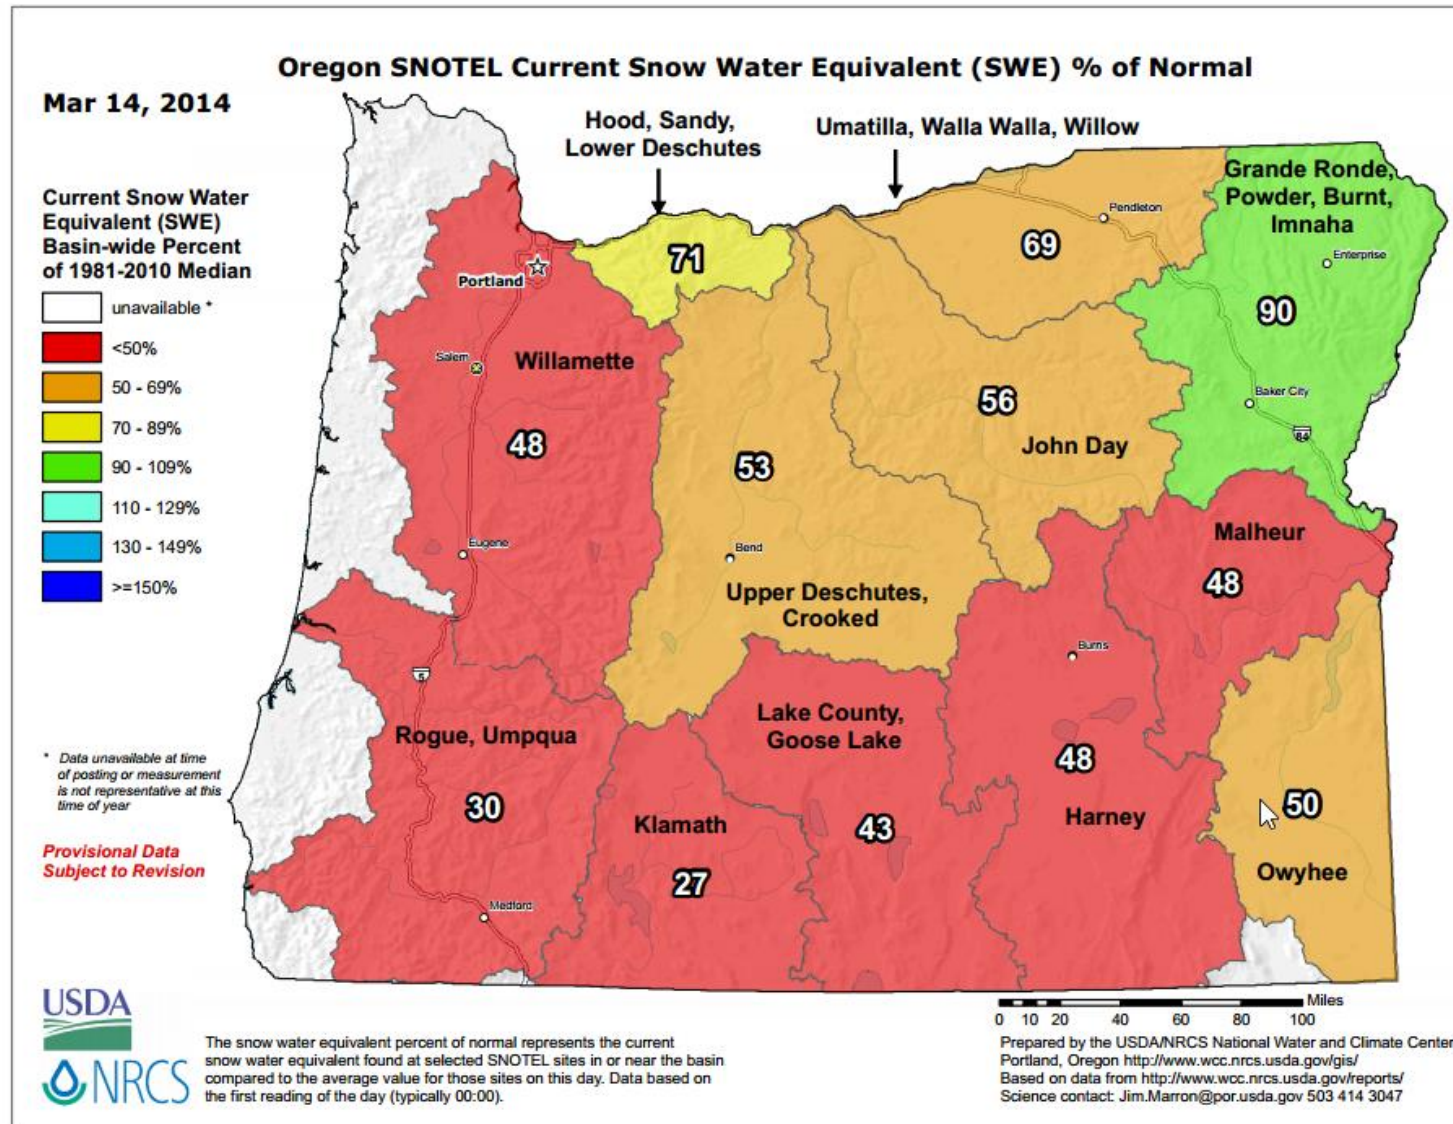 Oregon SNOTEL Current Snow Water Equivalent (SWE) % of Normal
Mar 14, 2014
Hood, Sandy,
Lower Deschutes
Umatilla, Walla Walla, Willow
Current Snow Water
Equivalent (SWE)
Basin-wide Percent
of 1981-2010 Median
unavailable *
<50%
50 - 69%
70 - 89%
90 - 109%
110 - 129%
130 - 149%
>=150%
Grande Ronde,
Powder, Burnt,
Imnaha
Pendleton
Enterprise
69
71
Portland
90
Salem
Willamette
Baker City
56
84
John Day
48
53
Malheur
Eugene
Bend
48
Upper Deschutes,
Crooked
Burns
5
Lake County,
Goose Lake
Rogue, Umpqua
48
50
30
Klamath
43
Harney
27
Owyhee
Medford
* Data unavailable at time
of posting or measurement
is not representative at this
time of year
Provisional Data
Subject to Revision
USDA
NRCS
The snow water equivalent percent of normal represents the current
snow water equivalent found at selected SNOTEL sites in or near the basin
compared to the average value for those sites on this day. Data based on
the first reading of the day (typically 00:00).
Miles
0 10 20 40 60 80 100
Prepared by the USDA/NRCS National Water and Climate Center
Portland, Oregon http://www.wcc.nrcs.usda.gov/gis/
Based on data from http://www.wcc.nrcs.usda.gov/reports/
Science contact: Jim.Marron@por.usda.gov 503 414 3047